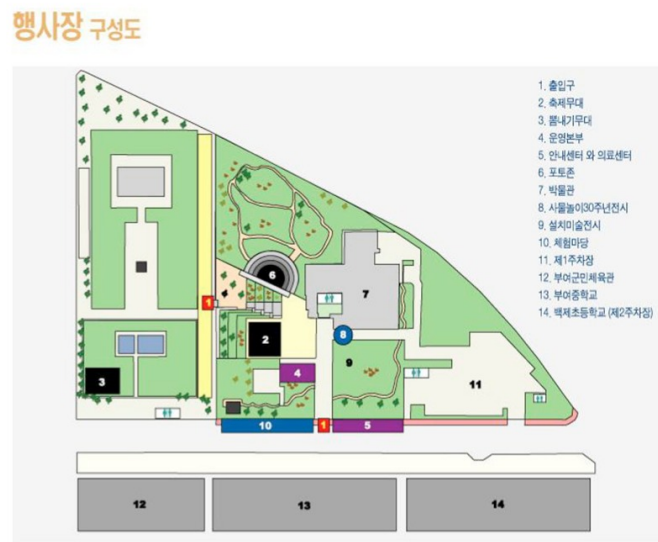 행사장 구성도
1. 출입구
2. 축제무대
3. 뽐내기무대
4. 운영본부
5. 안내센터 와 의료센터
6. 포토존
7. 박물관
8. 사물놀이30주년전시
9. 설치미술전시
10. 체험마당
11. 제1주차장
12. 부여군민체육관
13. 부여중학교
14. 백제초등학교 (제2주차장)
6
7
1
2
8
3
4
9
11
10
1
5
12
13
14